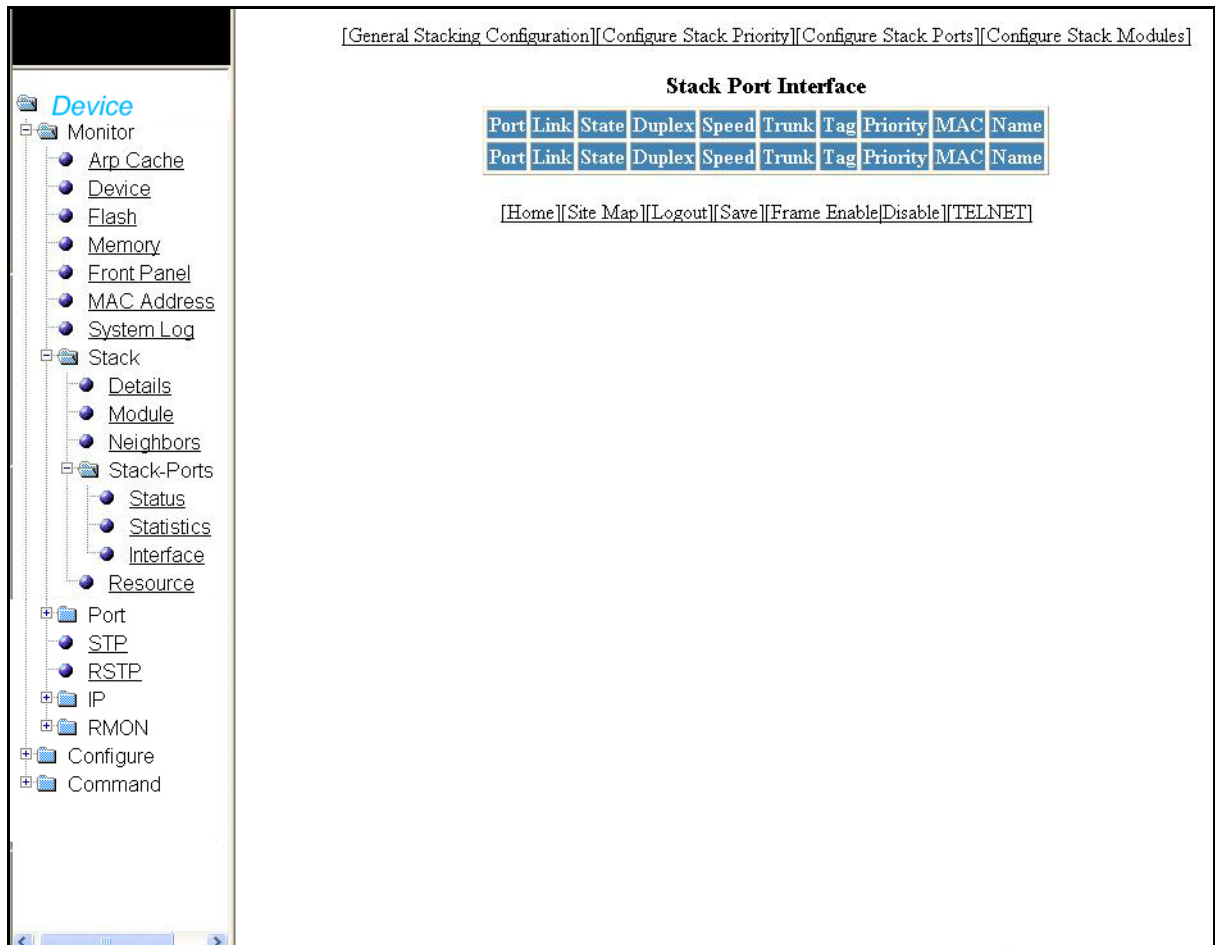 [General Stacking Configuration][Configure Stack Priority][Configure Stack Ports][Configure Stack Modules]
Stack Port Interface
Port Link State Duplex Speed Trunk Tag Priority MAC Name
Port Link State Duplex Speed Trunk Tag Priority MAC Name
[Home][Site Map][Logout][Save][Frame Enable|Disable][TELNET]
Device
Monitor
Arp Cache
Device
Flash
Memory
Front Panel
MAC Address
System Log
Stack
Details
Module
Neighbors
Stack-Ports
Status
Statistics
Interface
Resource
Port
STP
RSTP
IP
RMON
Configure
Command